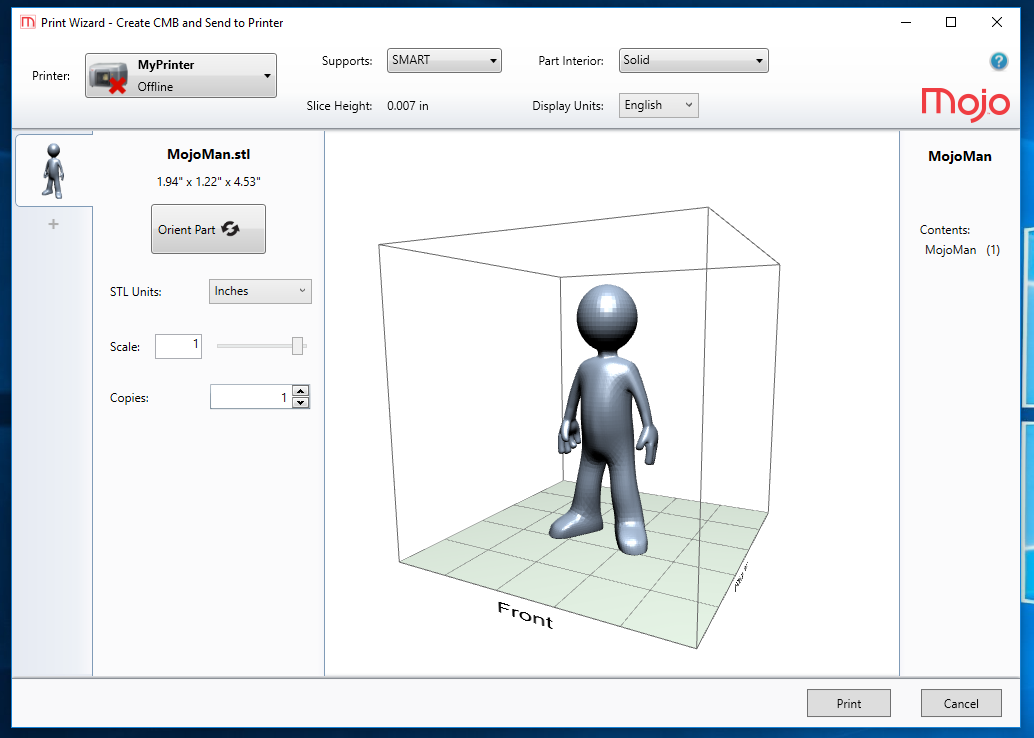 Print Wizard - Create CMB and Send to Printer
Printer:
MyPrinter
Offline
Supports:
SMART
Part Interior:
Solid
?
Slice Height:
0.007 in
Display Units:
English
mojo
MojoMan.stl
1.94" x 1.22" x 4.53"
Orient Part
STL Units:
Inches
Scale:
1
Copies:
1
+
Front
MojoMan
Contents:
MojoMan (1)
Print
Cancel